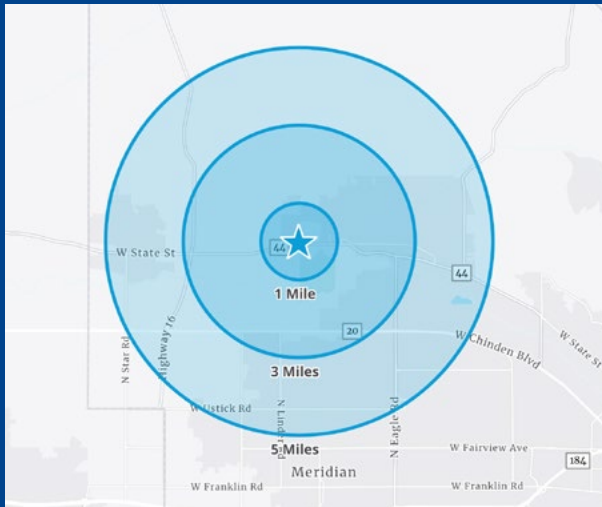 W State St
44
1 Mile
44
20
W Chinden Blvd
W State St
N Star Rd
Highway 16
3 Miles
W Ustick Rd
N Linder Rd
N Eagle Rd
5 Miles
W Fairview Ave
184
Meridian
W Franklin Rd
W Franklin Rd